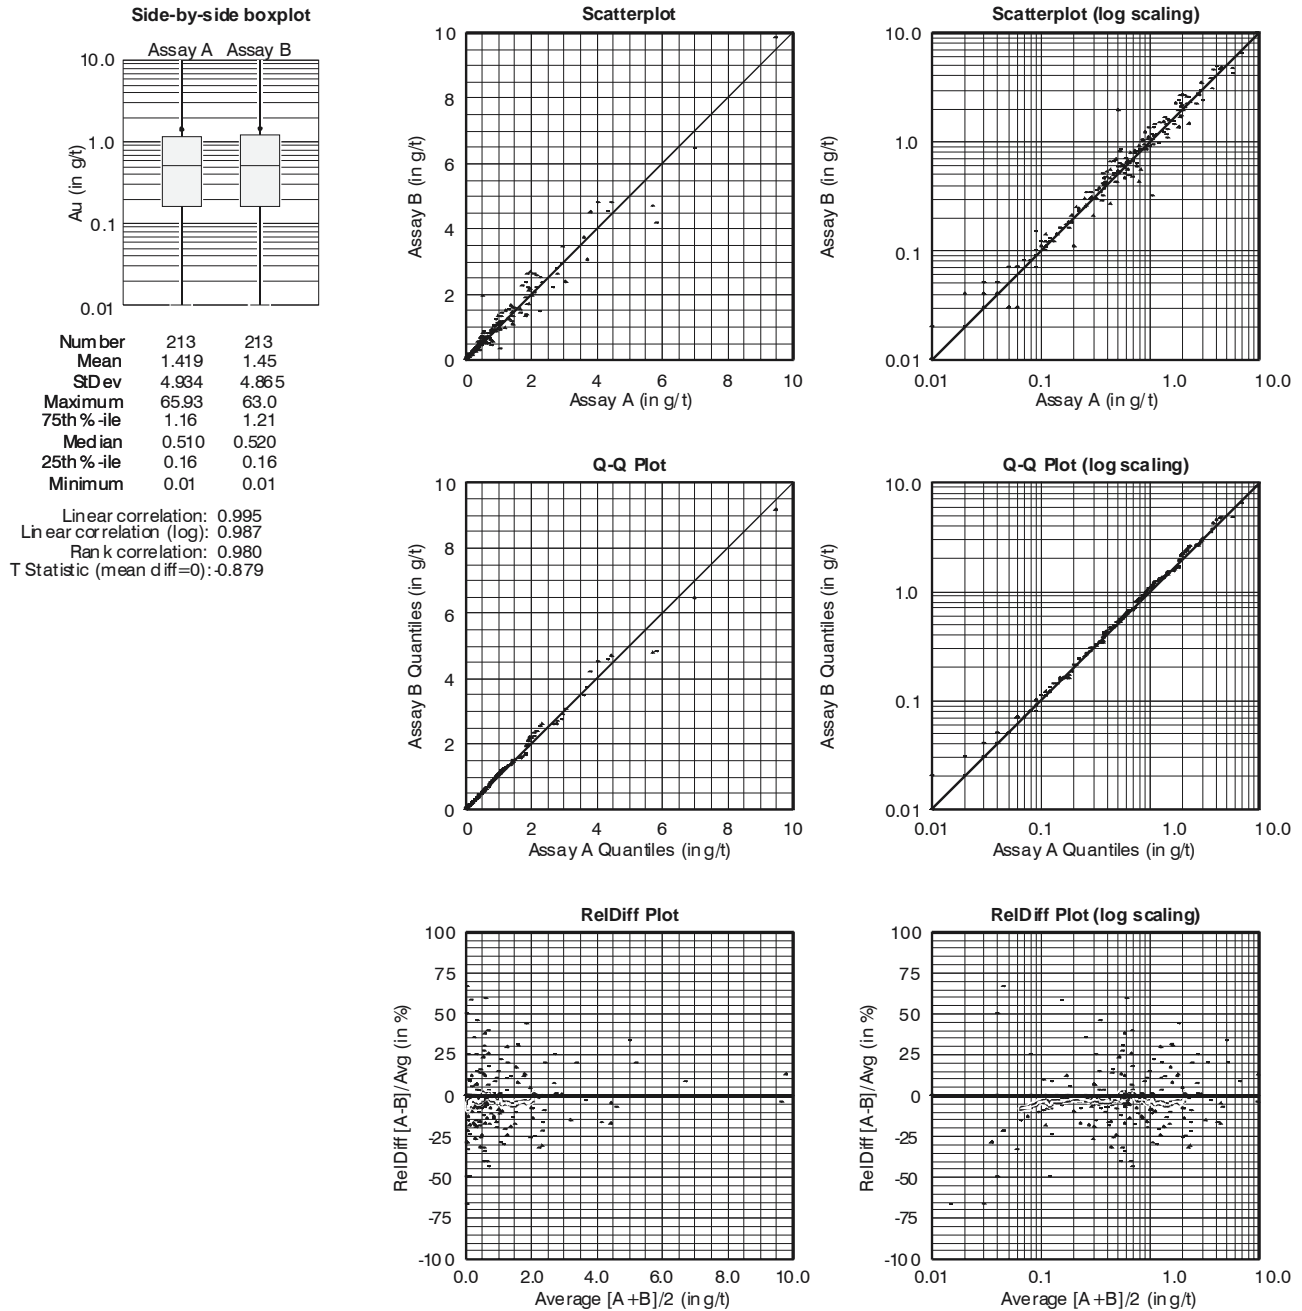 Side-by-side boxplot
Assay A Assay B
10.0
1.0
0.1
0.01
Au (in g/t)
Number 213 213
Mean 1.419 1.45
StDev 4.934 4.865
Maximum 65.93 63.0
75th %-ile 1.16 1.21
Median 0.510 0.520
25th %-ile 0.16 0.16
Minimum 0.01 0.01
Linear correlation: 0.995
Linear correlation (log): 0.987
Rank correlation: 0.980
T Statistic (mean diff=0):-0.879
Scatterplot
10
8
6
4
2
0
Assay B (in g/t)
0 2 4 6 8 10
Assay A (in g/t)
Scatterplot (log scaling)
10.0
1.0
0.1
0.01
Assay B (in g/t)
0.01 0.1 1.0 10.0
Assay A (in g/t)
Q-Q Plot
10
8
6
4
2
0
Assay B Quantiles (in g/t)
0 2 4 6 8 10
Assay A Quantiles (in g/t)
Q-Q Plot (log scaling)
10.0
1.0
0.1
0.01
Assay B Quantiles (in g/t)
0.01 0.1 1.0 10.0
Assay A Quantiles (in g/t)
RelDiff Plot
100
75
50
25
0
-25
-50
-75
-100
RelDiff [A-B]/Avg (in %)
0.0 2.0 4.0 6.0 8.0 10.0
Average [A+B]/2 (in g/t)
RelDiff Plot (log scaling)
100
75
50
25
0
-25
-50
-75
-100
RelDiff [A-B]/Avg (in %)
0.01 0.1 1.0 10.0
Average [A+B]/2 (in g/t)